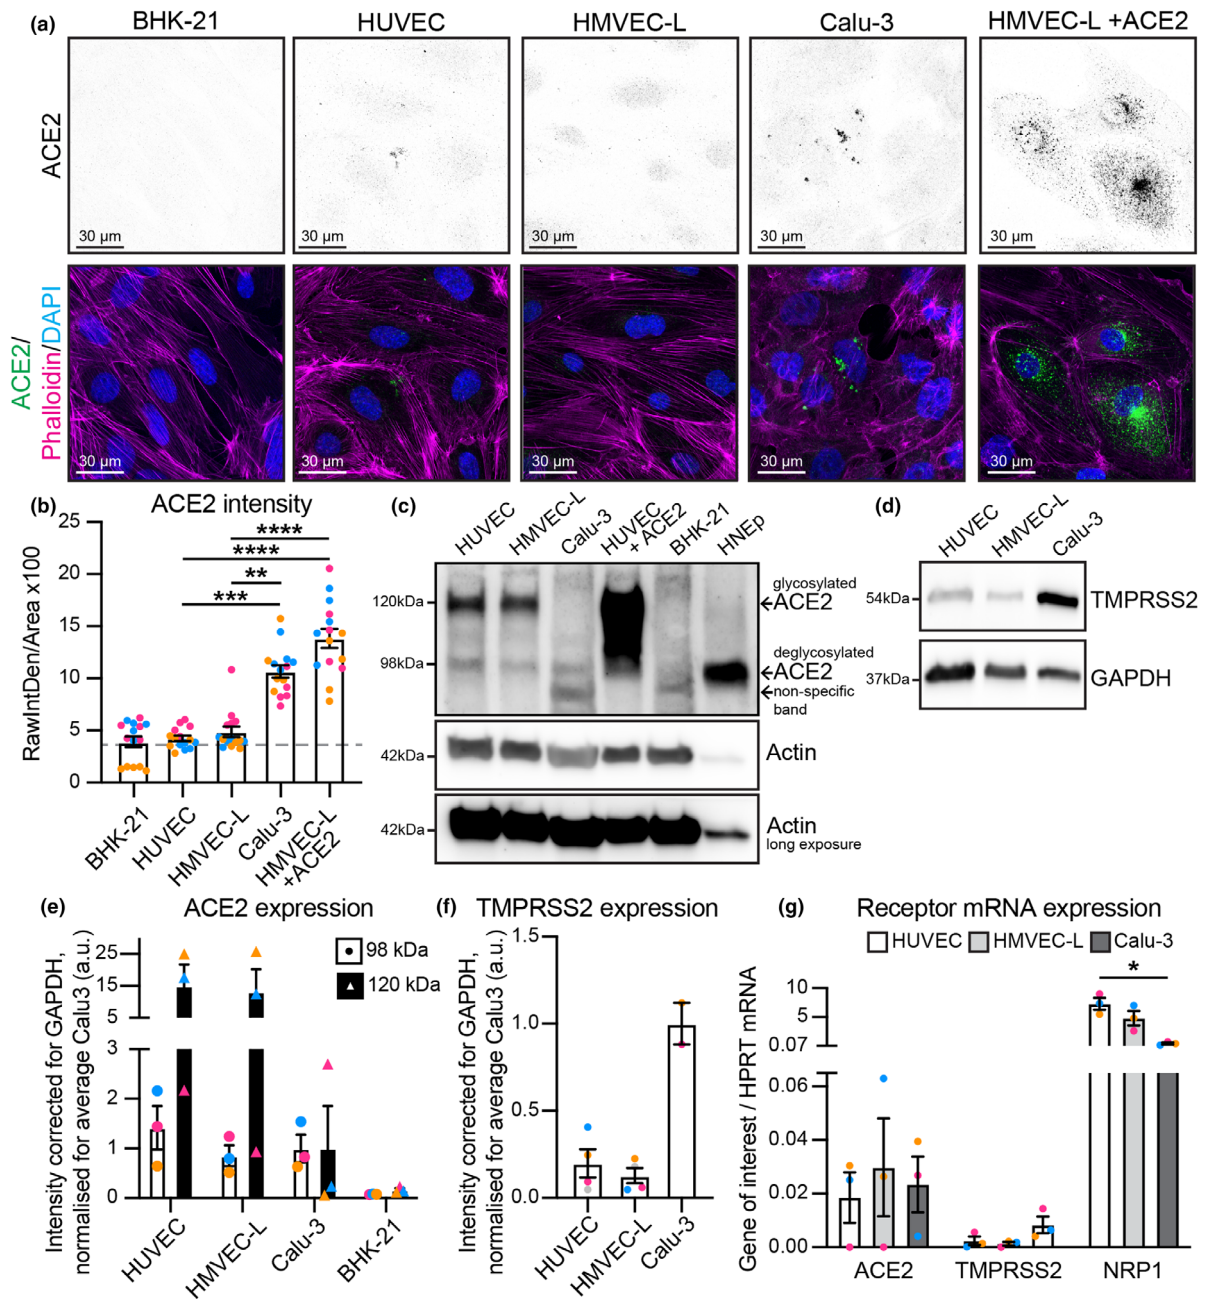 (a)
BHK-21
HUVEC
HMVEC-L
Calu-3
HMVEC-L +ACE2
ACE2
30 µm
30 µm
30 µm
30 µm
30 µm
ACE2/
Phalloidin/DAPI
30 µm
30 µm
30 µm
30 µm
30 µm
(b)
ACE2 intensity
RawIntDen/Area x100
25
20
15
10
5
0
****
****
**
***
BHK-21
HUVEC
HMVEC-L
Calu-3
HMVEC-L
+ACE2
(c)
HUVEC
HMVEC-L
Calu-3
HUVEC
+ACE2
BHK-21
HNEp
120kDa
98kDa
glycosylated
ACE2
deglycosylated
ACE2
non-specific
band
42kDa
Actin
42kDa
Actin
long exposure
(d)
HUVEC
HMVEC-L
Calu-3
54kDa
TMPRSS2
37kDa
GAPDH
(e)
ACE2 expression
Intensity corrected for GAPDH,
normalised for average Calu3 (a.u.)
25
15
5
3
2
1
0
98 kDa
120 kDa
HUVEC
HMVEC-L
Calu-3
BHK-21
(f)
TMPRSS2 expression
Intensity corrected for GAPDH,
normalised for average Calu3 (a.u.)
1.5
1.0
0.5
0.0
HUVEC
HMVEC-L
Calu-3
(g)
Receptor mRNA expression
HUVEC
HMVEC-L
Calu-3
Gene of interest / HPRT mRNA
10
5
0.07
0.06
0.04
0.02
0.00
*
ACE2
TMPRSS2
NRP1